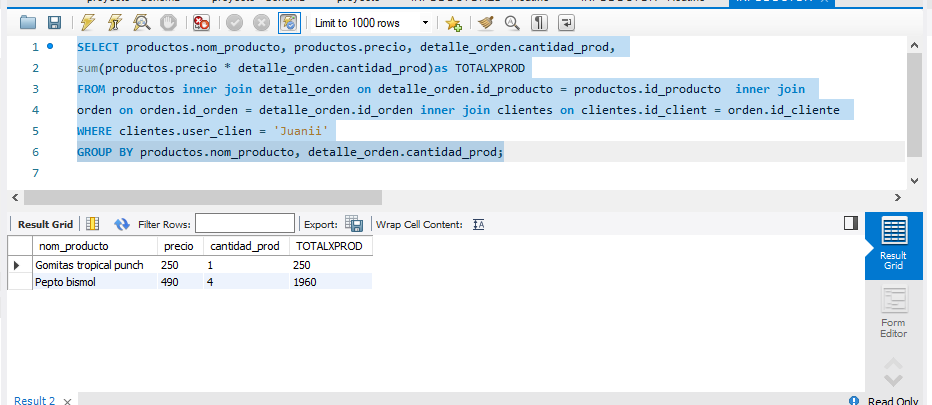 Limit to 1000 rows
1 SELECT productos.nom_producto, productos.precio, detalle_orden.cantidad_prod,
2 sum(productos.precio * detalle_orden.cantidad_prod)as TOTALXPROD
3 FROM productos inner join detalle_orden on detalle_orden.id_producto = productos.id_producto inner join
4 orden on orden.id_orden = detalle_orden.id_orden inner join clientes on clientes.id_client = orden.id_cliente
5 WHERE clientes.user_clien = 'Juanii'
6 GROUP BY productos.nom_producto, detalle_orden.cantidad_prod;
7
Result Grid Filter Rows: Export: Wrap Cell Content:
nom_producto precio cantidad_prod TOTALXPROD
Gomitas tropical punch 250 1 250
Pepto bismol 490 4 1960
Result
Grid
Form
Editor
Result 2 Read Only